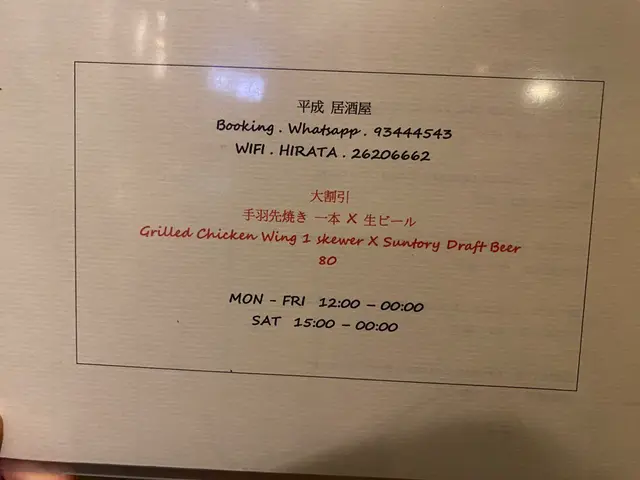 平成 居酒屋
Booking . Whatsapp . 93444543
WIFI . HIRATA . 26206662
大割引
手羽先焼き 一本 X 生ビール
Grilled Chicken Wing 1 skewer X Suntory Draft Beer
80
MON - FRI 12:00 – 00:00
SAT 15:00 – 00:00